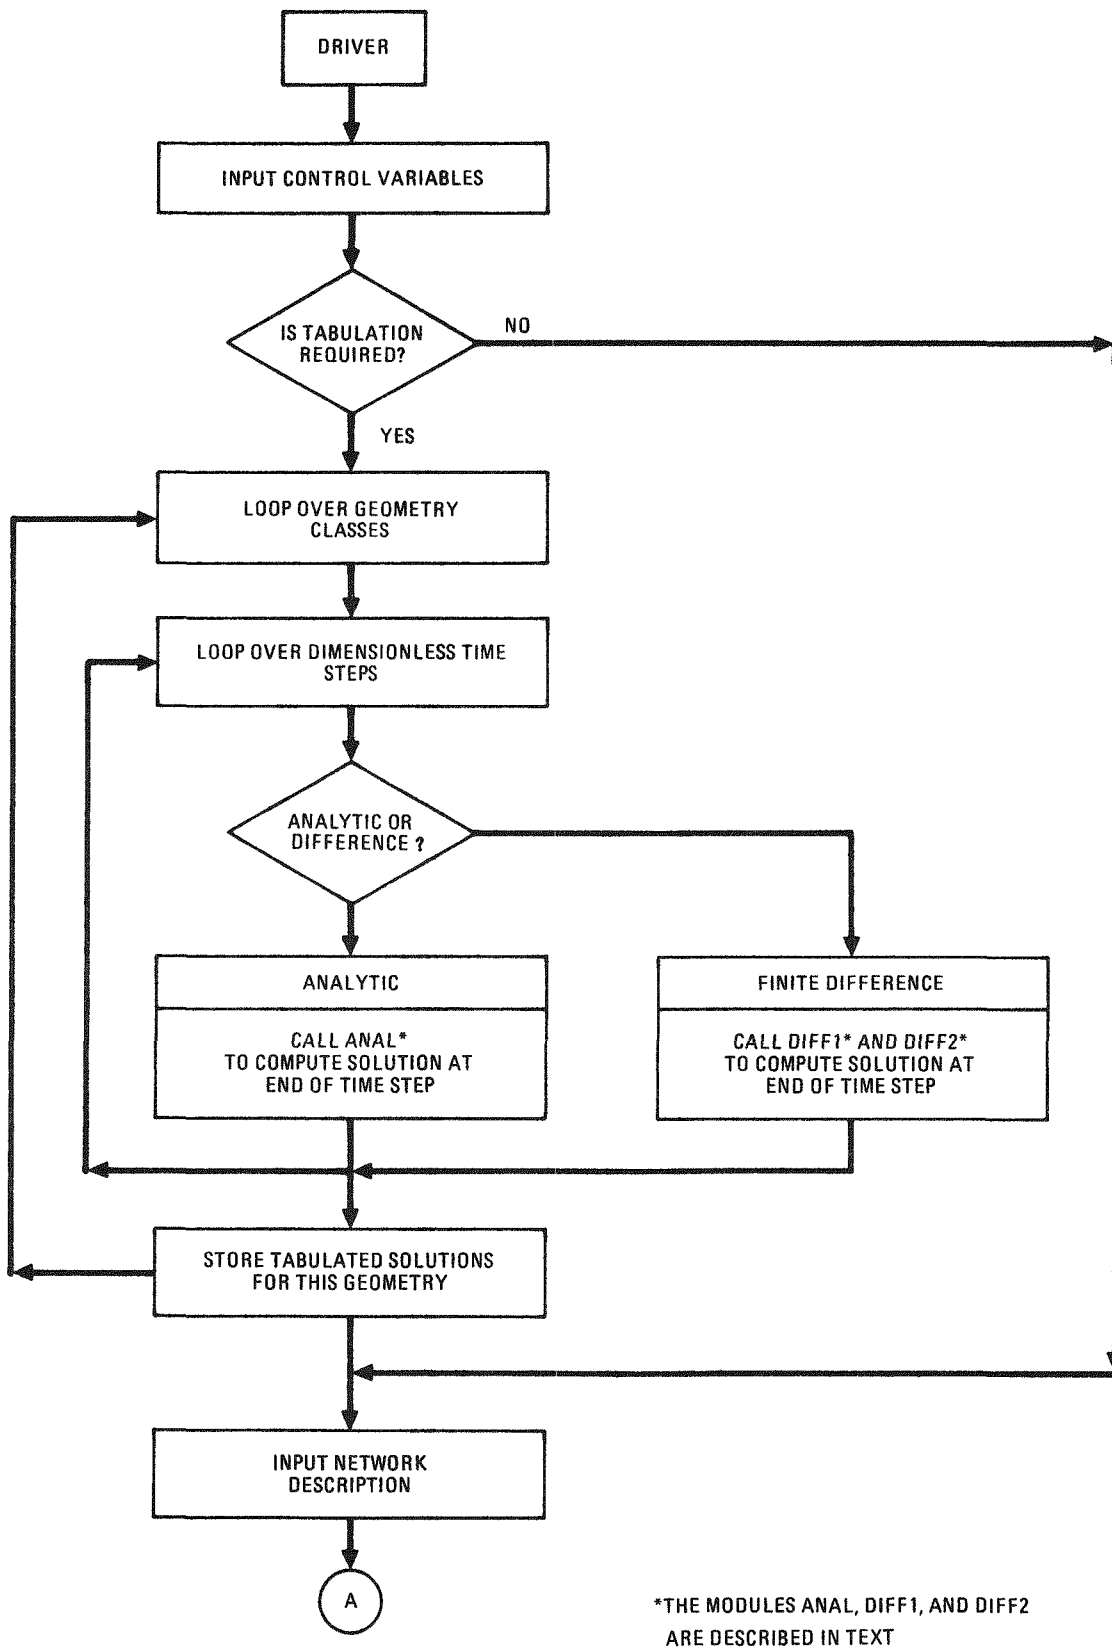 DRIVER
INPUT CONTROL VARIABLES
IS TABULATION
REQUIRED?
NO
YES
LOOP OVER GEOMETRY
CLASSES
LOOP OVER DIMENSIONLESS TIME
STEPS
ANALYTIC OR
DIFFERENCE ?
ANALYTIC
CALL ANAL*
TO COMPUTE SOLUTION AT
END OF TIME STEP
FINITE DIFFERENCE
CALL DIFF1* AND DIFF2*
TO COMPUTE SOLUTION AT
END OF TIME STEP
STORE TABULATED SOLUTIONS
FOR THIS GEOMETRY
INPUT NETWORK
DESCRIPTION
A
*THE MODULES ANAL, DIFF1, AND DIFF2
ARE DESCRIBED IN TEXT